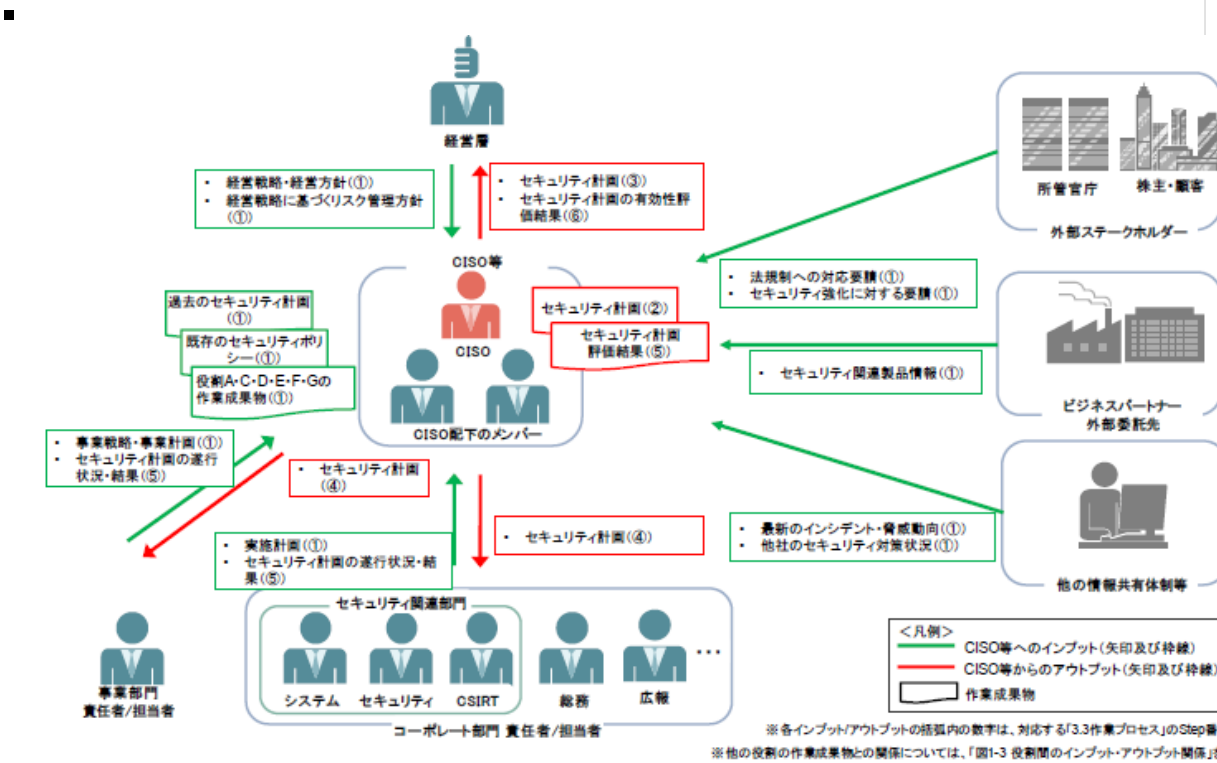 経営層
・ 経営戦略・経営方針(①)
・ 経営戦略に基づくリスク管理方針
(①)
・ セキュリティ計画(③)
・ セキュリティ計画の有効性評
価結果(⑥)
所管官庁
株主・顧客
外部ステークホルダー
CISO等
・ 法規制への対応要請(①)
・ セキュリティ強化に対する要請(①)
過去のセキュリティ計画
(①)
既存のセキュリティポリ
シー(①)
役割A・C・D・E・F・Gの
作業成果物(①)
CISO
セキュリティ計画(②)
セキュリティ計画
評価結果(⑤)
CISO配下のメンバー
・ セキュリティ関連製品情報(①)
ビジネスパートナー
外部委託先
・ 事業戦略・事業計画(①)
・ セキュリティ計画の遂行
状況・結果(⑤)
・ セキュリティ計画
(④)
・ 実施計画(①)
・ セキュリティ計画の遂行状況・結
果(⑤)
・ セキュリティ計画(④)
・ 最新のインシデント・脅威動向(①)
・ 他社のセキュリティ対策状況(①)
他の情報共有体制等
セキュリティ関連部門
システム
セキュリティ
CSIRT
総務
広報
・・・
事業部門
責任者/担当者
コーポレート部門 責任者/担当者
<凡例>
CISO等へのインプット(矢印及び枠線)
CISO等からのアウトプット(矢印及び枠線)
作業成果物
※各インプット/アウトプットの括弧内の数字は、対応する「3.3作業プロセス」のStep番
※他の役割の作業成果物との関係については、「図1-3 役割間のインプット・アウトプット関係」